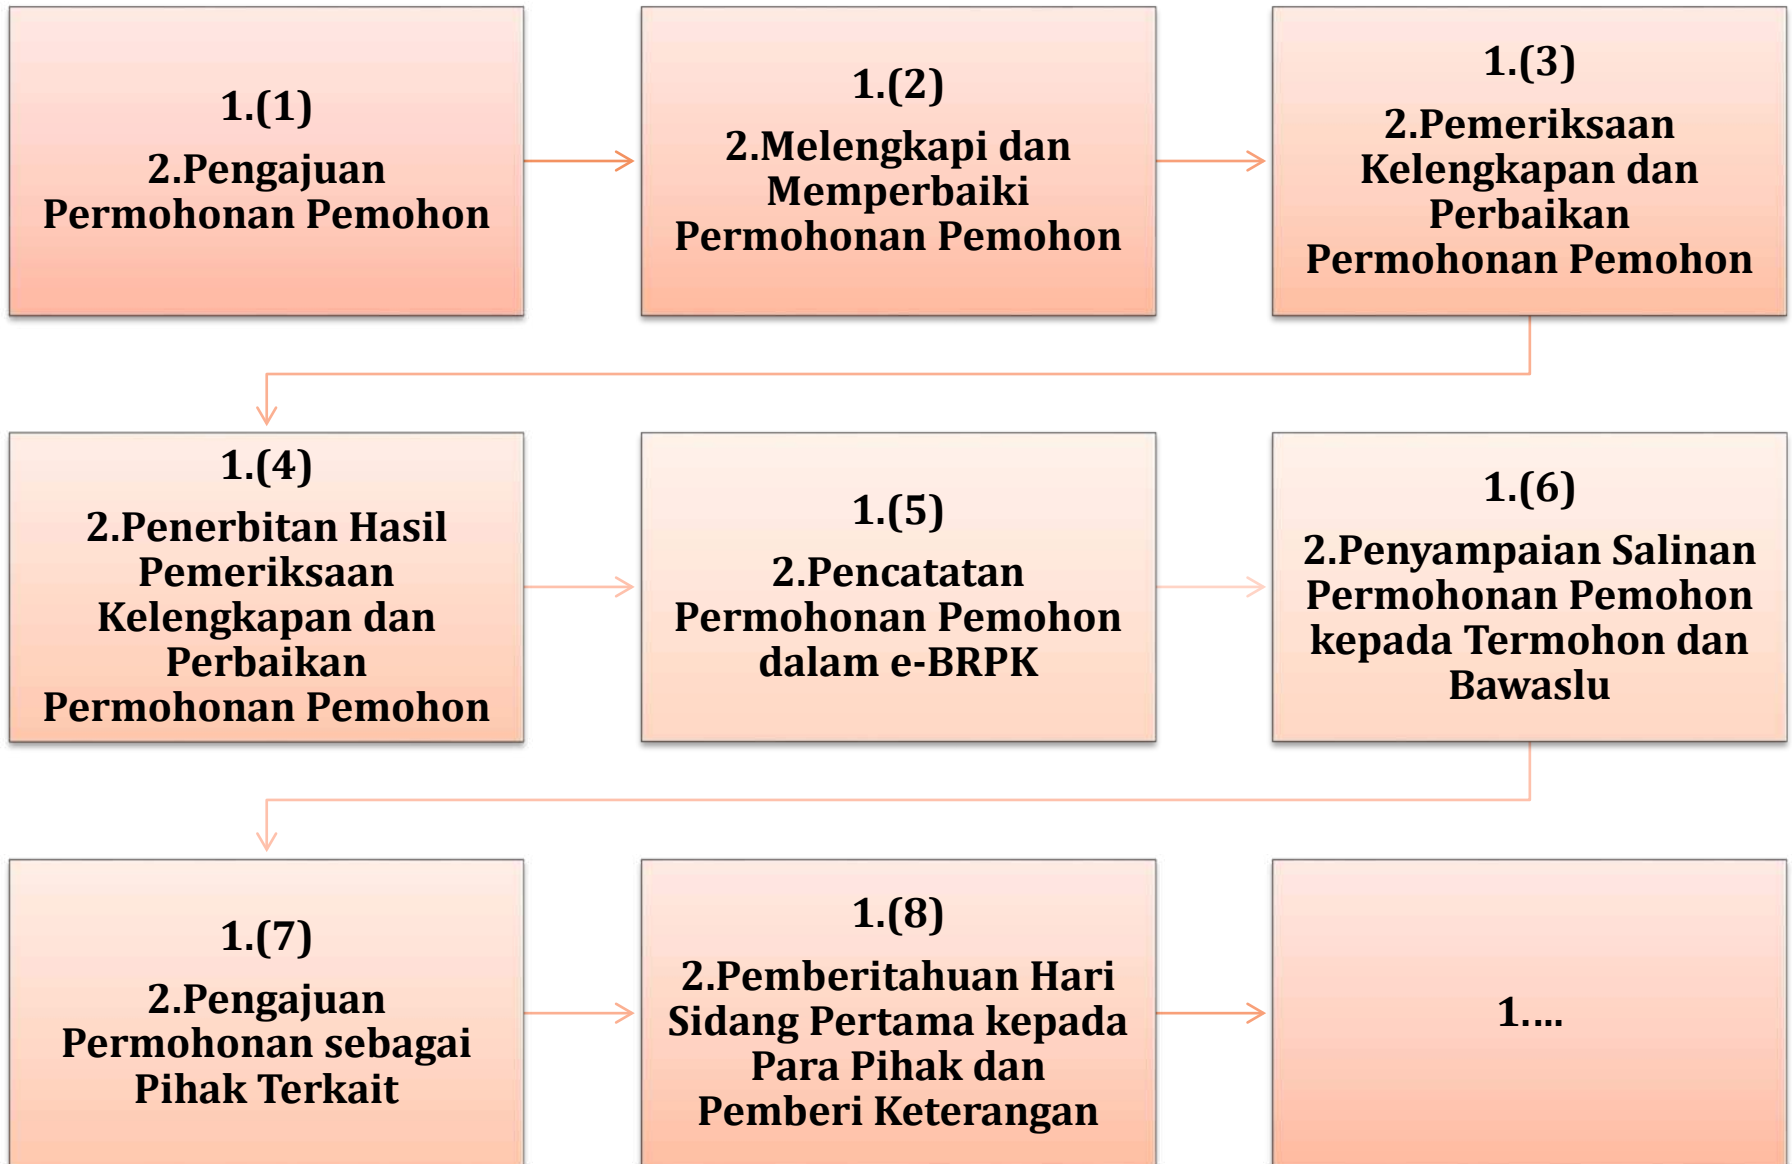 1.(1)
2.Pengajuan
Permohonan Pemohon
1.(2)
2.Melengkapi dan
Memperbaiki
Permohonan Pemohon
1.(3)
2.Pemeriksaan
Kelengkapan dan
Perbaikan
Permohonan Pemohon
1.(4)
2.Penerbitan Hasil
Pemeriksaan
Kelengkapan dan
Perbaikan
Permohonan Pemohon
1.(5)
2.Pencatatan
Permohonan Pemohon
dalam e-BRPK
1.(6)
2.Penyampaian Salinan
Permohonan Pemohon
kepada Termohon dan
Bawaslu
1.(7)
2.Pengajuan
Permohonan sebagai
Pihak Terkait
1.(8)
2.Pemberitahuan Hari
Sidang Pertama kepada
Para Pihak dan
Pemberi Keterangan
1....